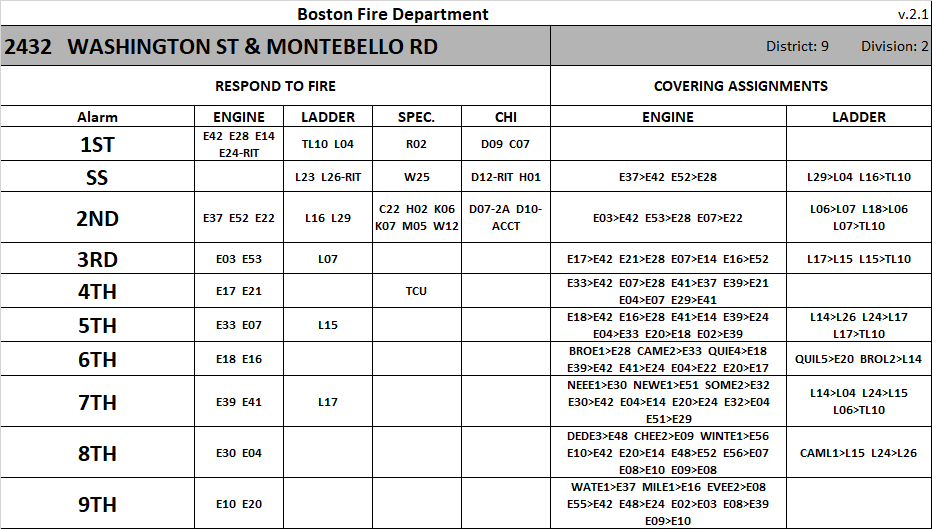 Boston Fire Department v.2.1
2432 WASHINGTON ST & MONTEBELLO RD District: 9 Division: 2
RESPOND TO FIRE COVERING ASSIGNMENTS
Alarm ENGINE LADDER SPEC. CHI ENGINE LADDER
1ST
E42 E28 E14
E24-RIT
TL10 L04
R02
D09 C07
SS
L23 L26-RIT
W25
D12-RIT H01
E37>E42 E52>E28
L29>L04 L16>TL10
2ND
E37 E52 E22
L16 L29
C22 H02 K06
K07 M05 W12
D07-2A D10-
ACCT
E03>E42 E53>E28 E07>E22
L06>L07 L18>L06
L07>TL10
3RD
E03 E53
L07
E17>E42 E21>E28 E07>E14 E16>E52
L17>L15 L15>TL10
4TH
E17 E21
TCU
E33>E42 E07>E28 E41>E37 E39>E21
E04>E07 E29>E41
5TH
E33 E07
L15
E18>E42 E16>E28 E41>E14 E39>E24
E04>E33 E20>E18 E02>E39
L14>L26 L24>L17
L17>TL10
6TH
E18 E16
BROE1>E28 CAME2>E33 QUIE4>E18
E39>E42 E41>E24 E04>E22 E20>E17
QUIL5>E20 BROL2>L14
7TH
E39 E41
L17
NEEE1>E30 NEWE1>E51 SOME2>E32
E30>E42 E04>E14 E20>E24 E32>E04
E51>E29
L14>L04 L24>L15
L06>TL10
8TH
E30 E04
DEDE3>E48 CHEE2>E09 WINTE1>E56
E10>E42 E20>E14 E48>E52 E56>E07
E08>E10 E09>E08
CAML1>L15 L24>L26
9TH
E10 E20
WATE1>E37 MILE1>E16 EVEE2>E08
E55>E42 E48>E24 E02>E03 E08>E39
E09>E10